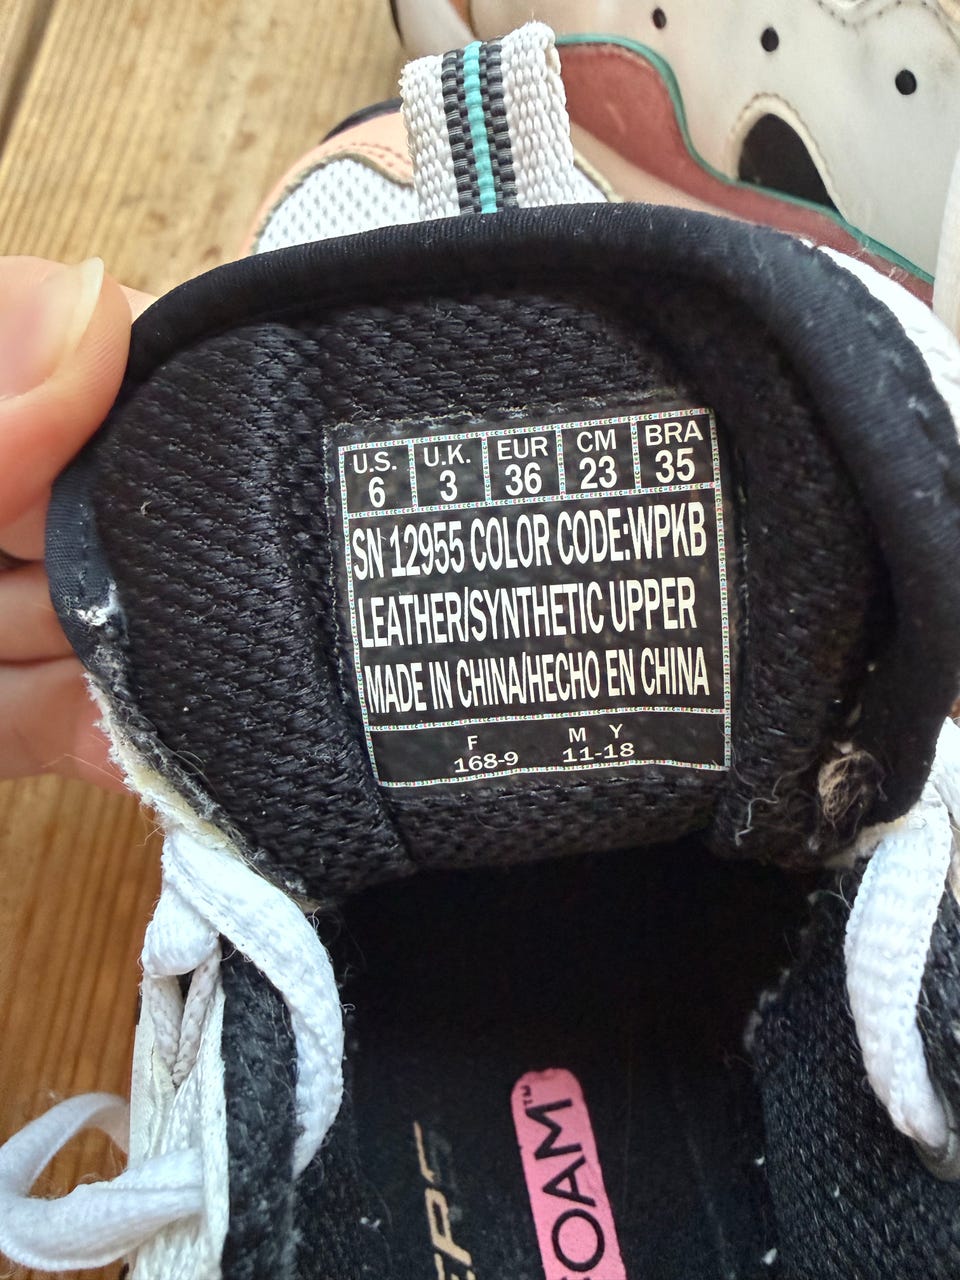 U.S. U.K. EUR CM BRA
6 3 36 23 35
SN 12955 COLOR CODE:WPKB
LEATHER/SYNTHETIC UPPER
MADE IN CHINA/HECHO EN CHINA
F M Y
168-9 11-18